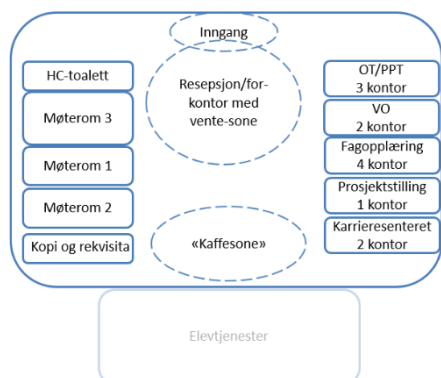 Inngang
Resepsjon/for-
kontor med
vente-sone
HC-toalett
Møterom 3
Møterom 1
Møterom 2
Kopi og rekvisita
OT/PPT
3 kontor
VO
2 kontor
Fagopplæring
4 kontor
Prosjektstilling
1 kontor
Karrieresenteret
2 kontor
«Kaffesone»
Elevtjenester